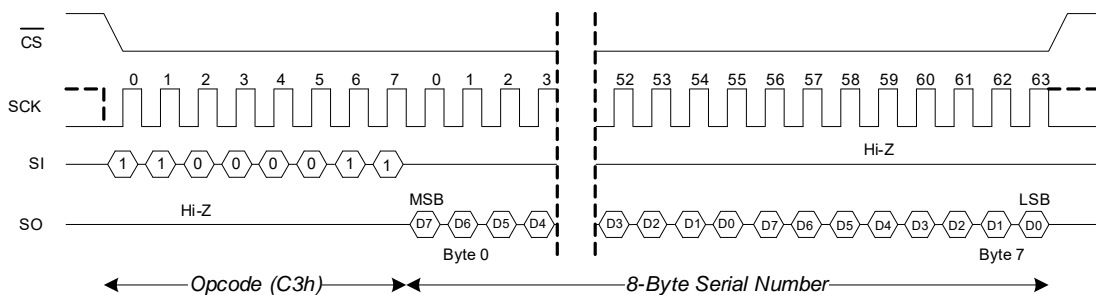 CS
0 1 2 3 4 5 6 7 0 1 2 3 52 53 54 55 56 57 58 59 60 61 62 63
SCK
Hi-Z
SI 1 1 0 0 0 0 1 1
Hi-Z MSB LSB
SO D7 D6 D5 D4 D3 D2 D1 D0 D7 D6 D5 D4 D3 D2 D1 D0
Byte 0 Byte 7
Opcode (C3h) 8-Byte Serial Number